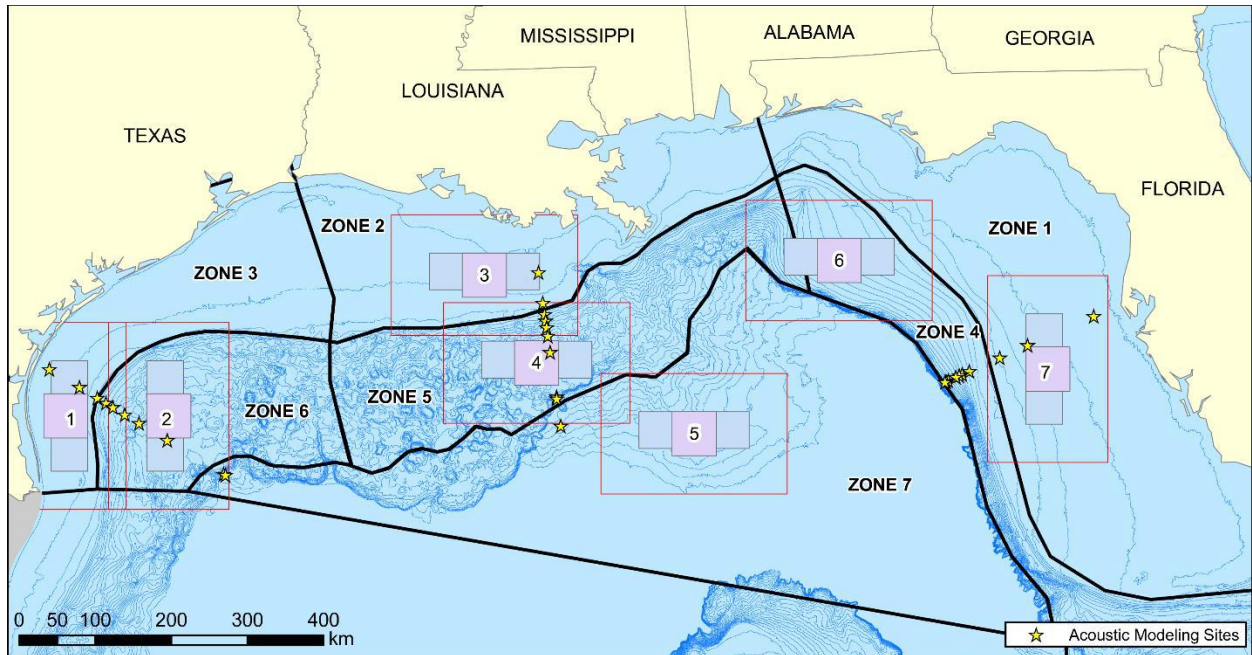 MISSISSIPPI
ALABAMA
GEORGIA
LOUISIANA
TEXAS
FLORIDA
ZONE 2
ZONE 1
ZONE 3
6
3
ZONE 4
4
7
1
2
ZONE 6
ZONE 5
5
ZONE 7
0 50 100 200 300 400
km
Acoustic Modeling Sites